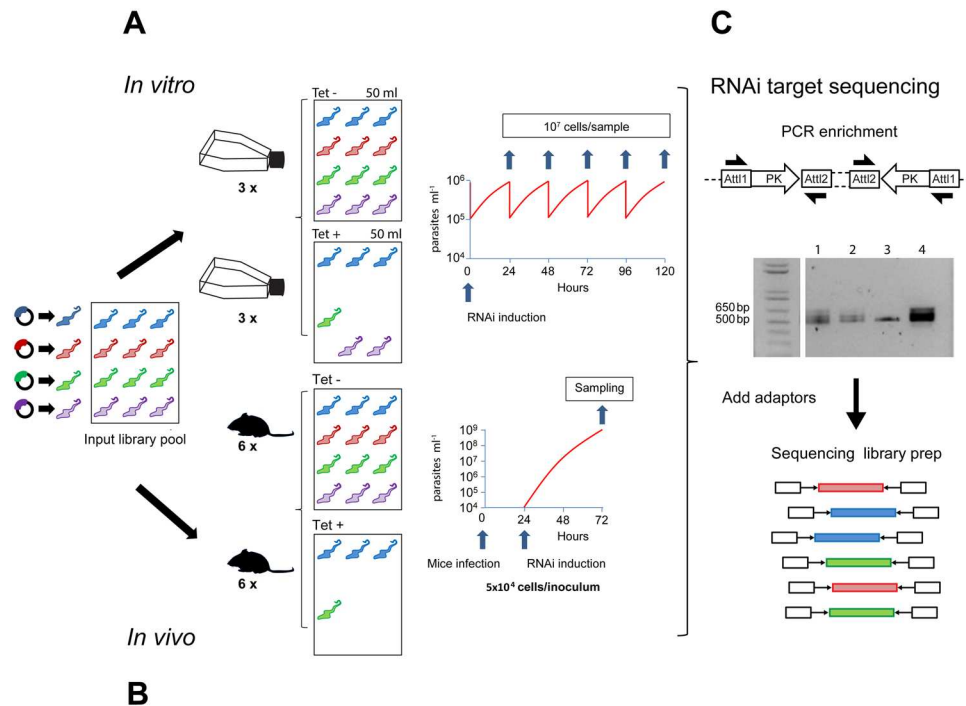 A
In vitro
3 x
3 x
Tet - 50 ml
Tet + 50 ml
10⁷ cells/sample
parasites ml⁻¹
10⁶
10⁵
10⁴
0 24 48 72 96 120
Hours
RNAi induction
Input library pool
6 x
6 x
Tet -
Tet +
Sampling
parasites ml⁻¹
10⁹
10⁸
10⁷
10⁶
10⁵
10⁴
0 24 48 72
Hours
Mice infection RNAi induction
5x10⁴ cells/inoculum
In vivo
B
C
RNAi target sequencing
PCR enrichment
Attl1 PK Attl2 Attl2 PK Attl1
1 2 3 4
650 bp
500 bp
Add adaptors
Sequencing library prep